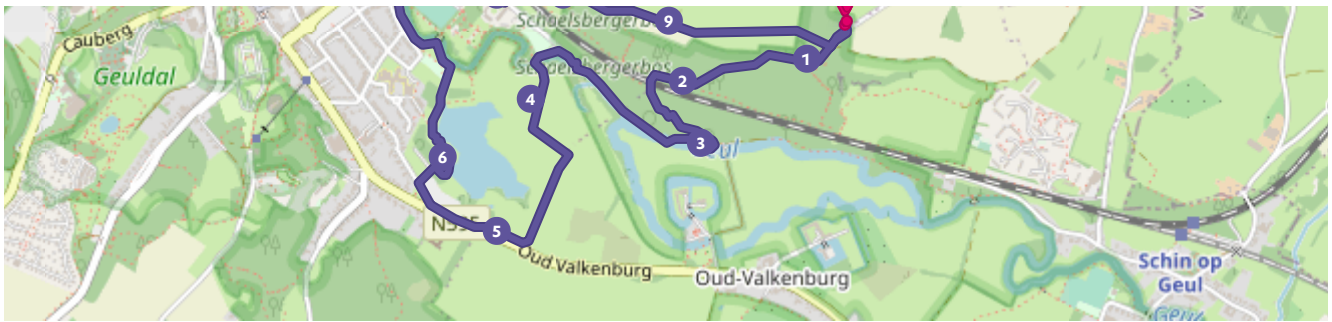 Schaelsbergerbos
9
Cauberg
1
Geuldal
Schaelsbergerbos
2
4
3
Geul
6
N595
5
Oud Valkenburg
Oud-Valkenburg
Schin op
Geul
Geul